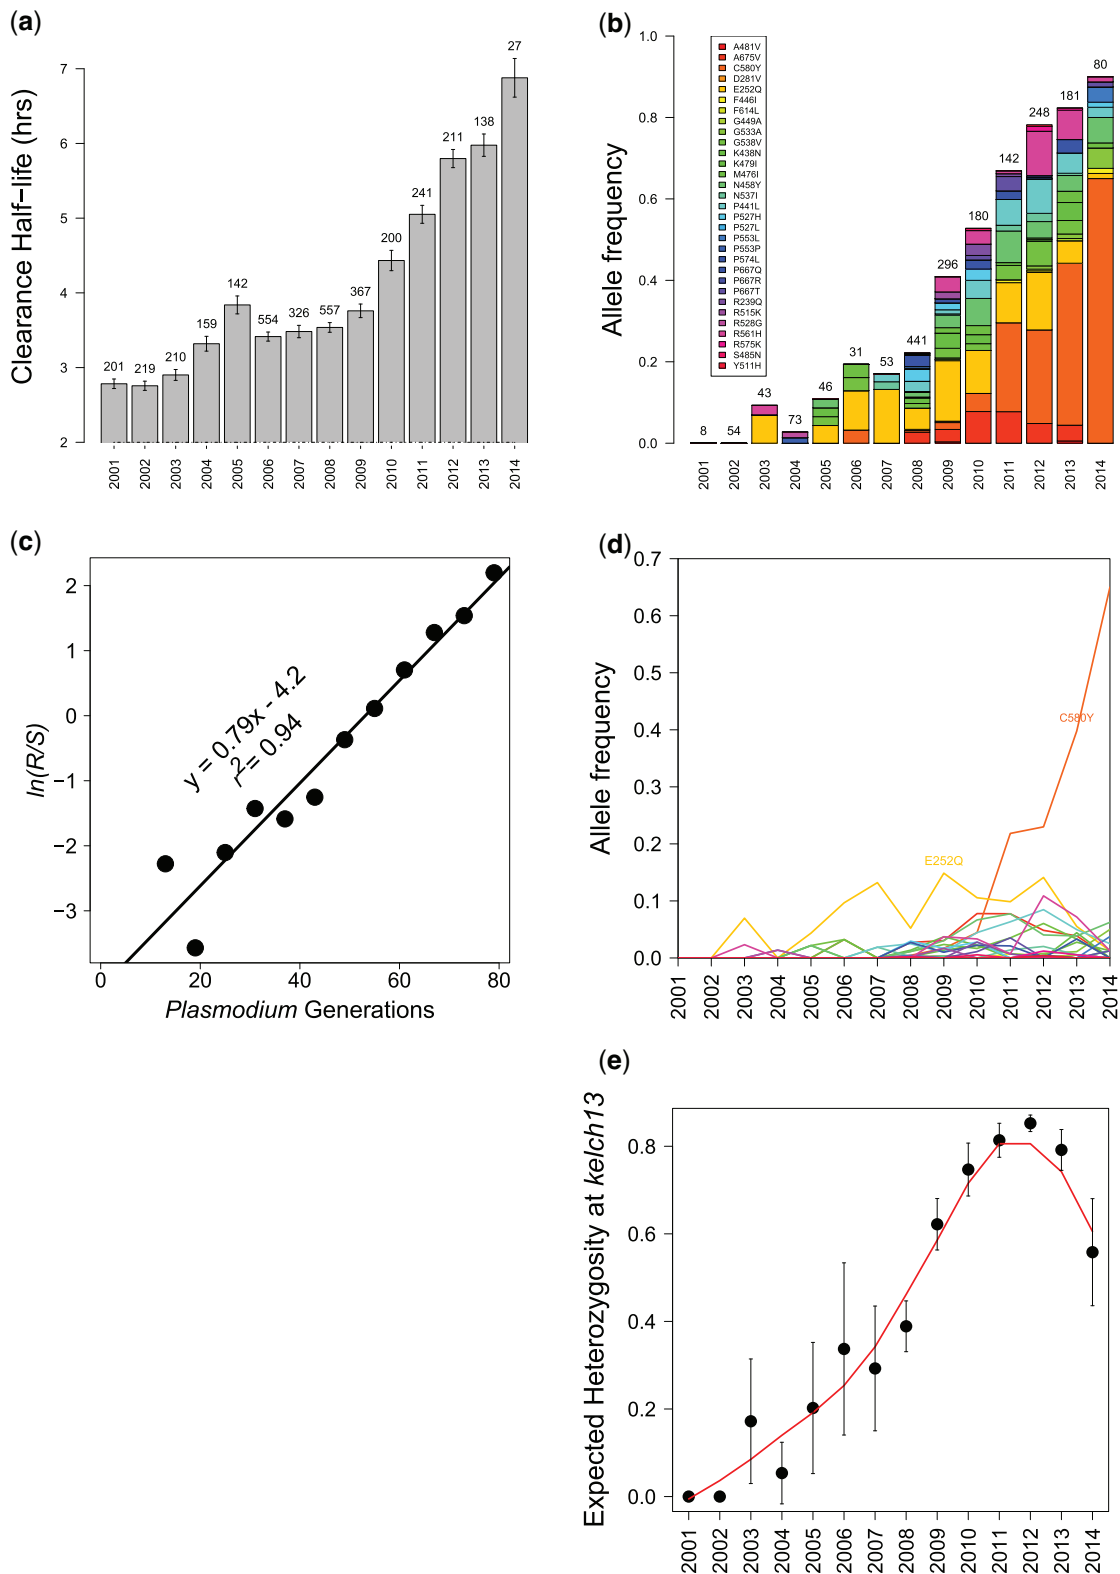 (a)
Clearance Half−life (hrs)
7
6
5
4
3
2
201
219
210
159
142
554
326
557
367
200
241
211
138
27
2001
2002
2003
2004
2005
2006
2007
2008
2009
2010
2011
2012
2013
2014
(b)
Allele frequency
1.0
0.8
0.6
0.4
0.2
0.0
A481V
A675V
C580Y
D281V
E252Q
F446I
F614L
G449A
G533A
G538V
K438N
K479I
M476I
N458Y
N537I
P441L
P527H
P527L
P553L
P553P
P574L
P667Q
P667R
P667T
R239Q
R515K
R528G
R561H
R575K
S485N
Y511H
8
54
43
73
46
31
53
441
296
180
142
248
181
80
2001
2002
2003
2004
2005
2006
2007
2008
2009
2010
2011
2012
2013
2014
(c)
ln(R/S)
2
1
0
−1
−2
−3
y = 0.79x - 4.2
r2= 0.94
0
20
40
60
80
Plasmodium Generations
(d)
Allele frequency
0.7
0.6
0.5
0.4
0.3
0.2
0.1
0.0
C580Y
E252Q
2001
2002
2003
2004
2005
2006
2007
2008
2009
2010
2011
2012
2013
2014
(e)
Expected Heterozygosity at kelch13
0.8
0.6
0.4
0.2
0.0
2001
2002
2003
2004
2005
2006
2007
2008
2009
2010
2011
2012
2013
2014